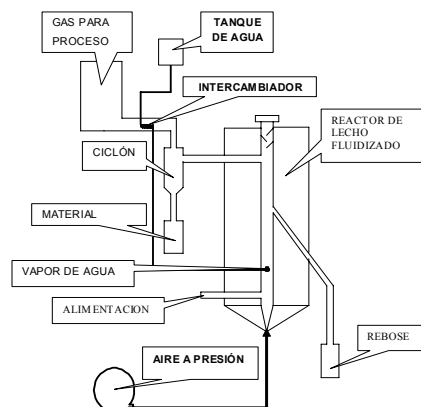 GAS PARA
PROCESO
TANQUE
DE AGUA
INTERCAMBIADOR
REACTOR DE
LECHO
FLUIDIZADO
CICLÓN
MATERIAL
VAPOR DE AGUA
ALIMENTACION
REBOSE
AIRE A PRESIÓN